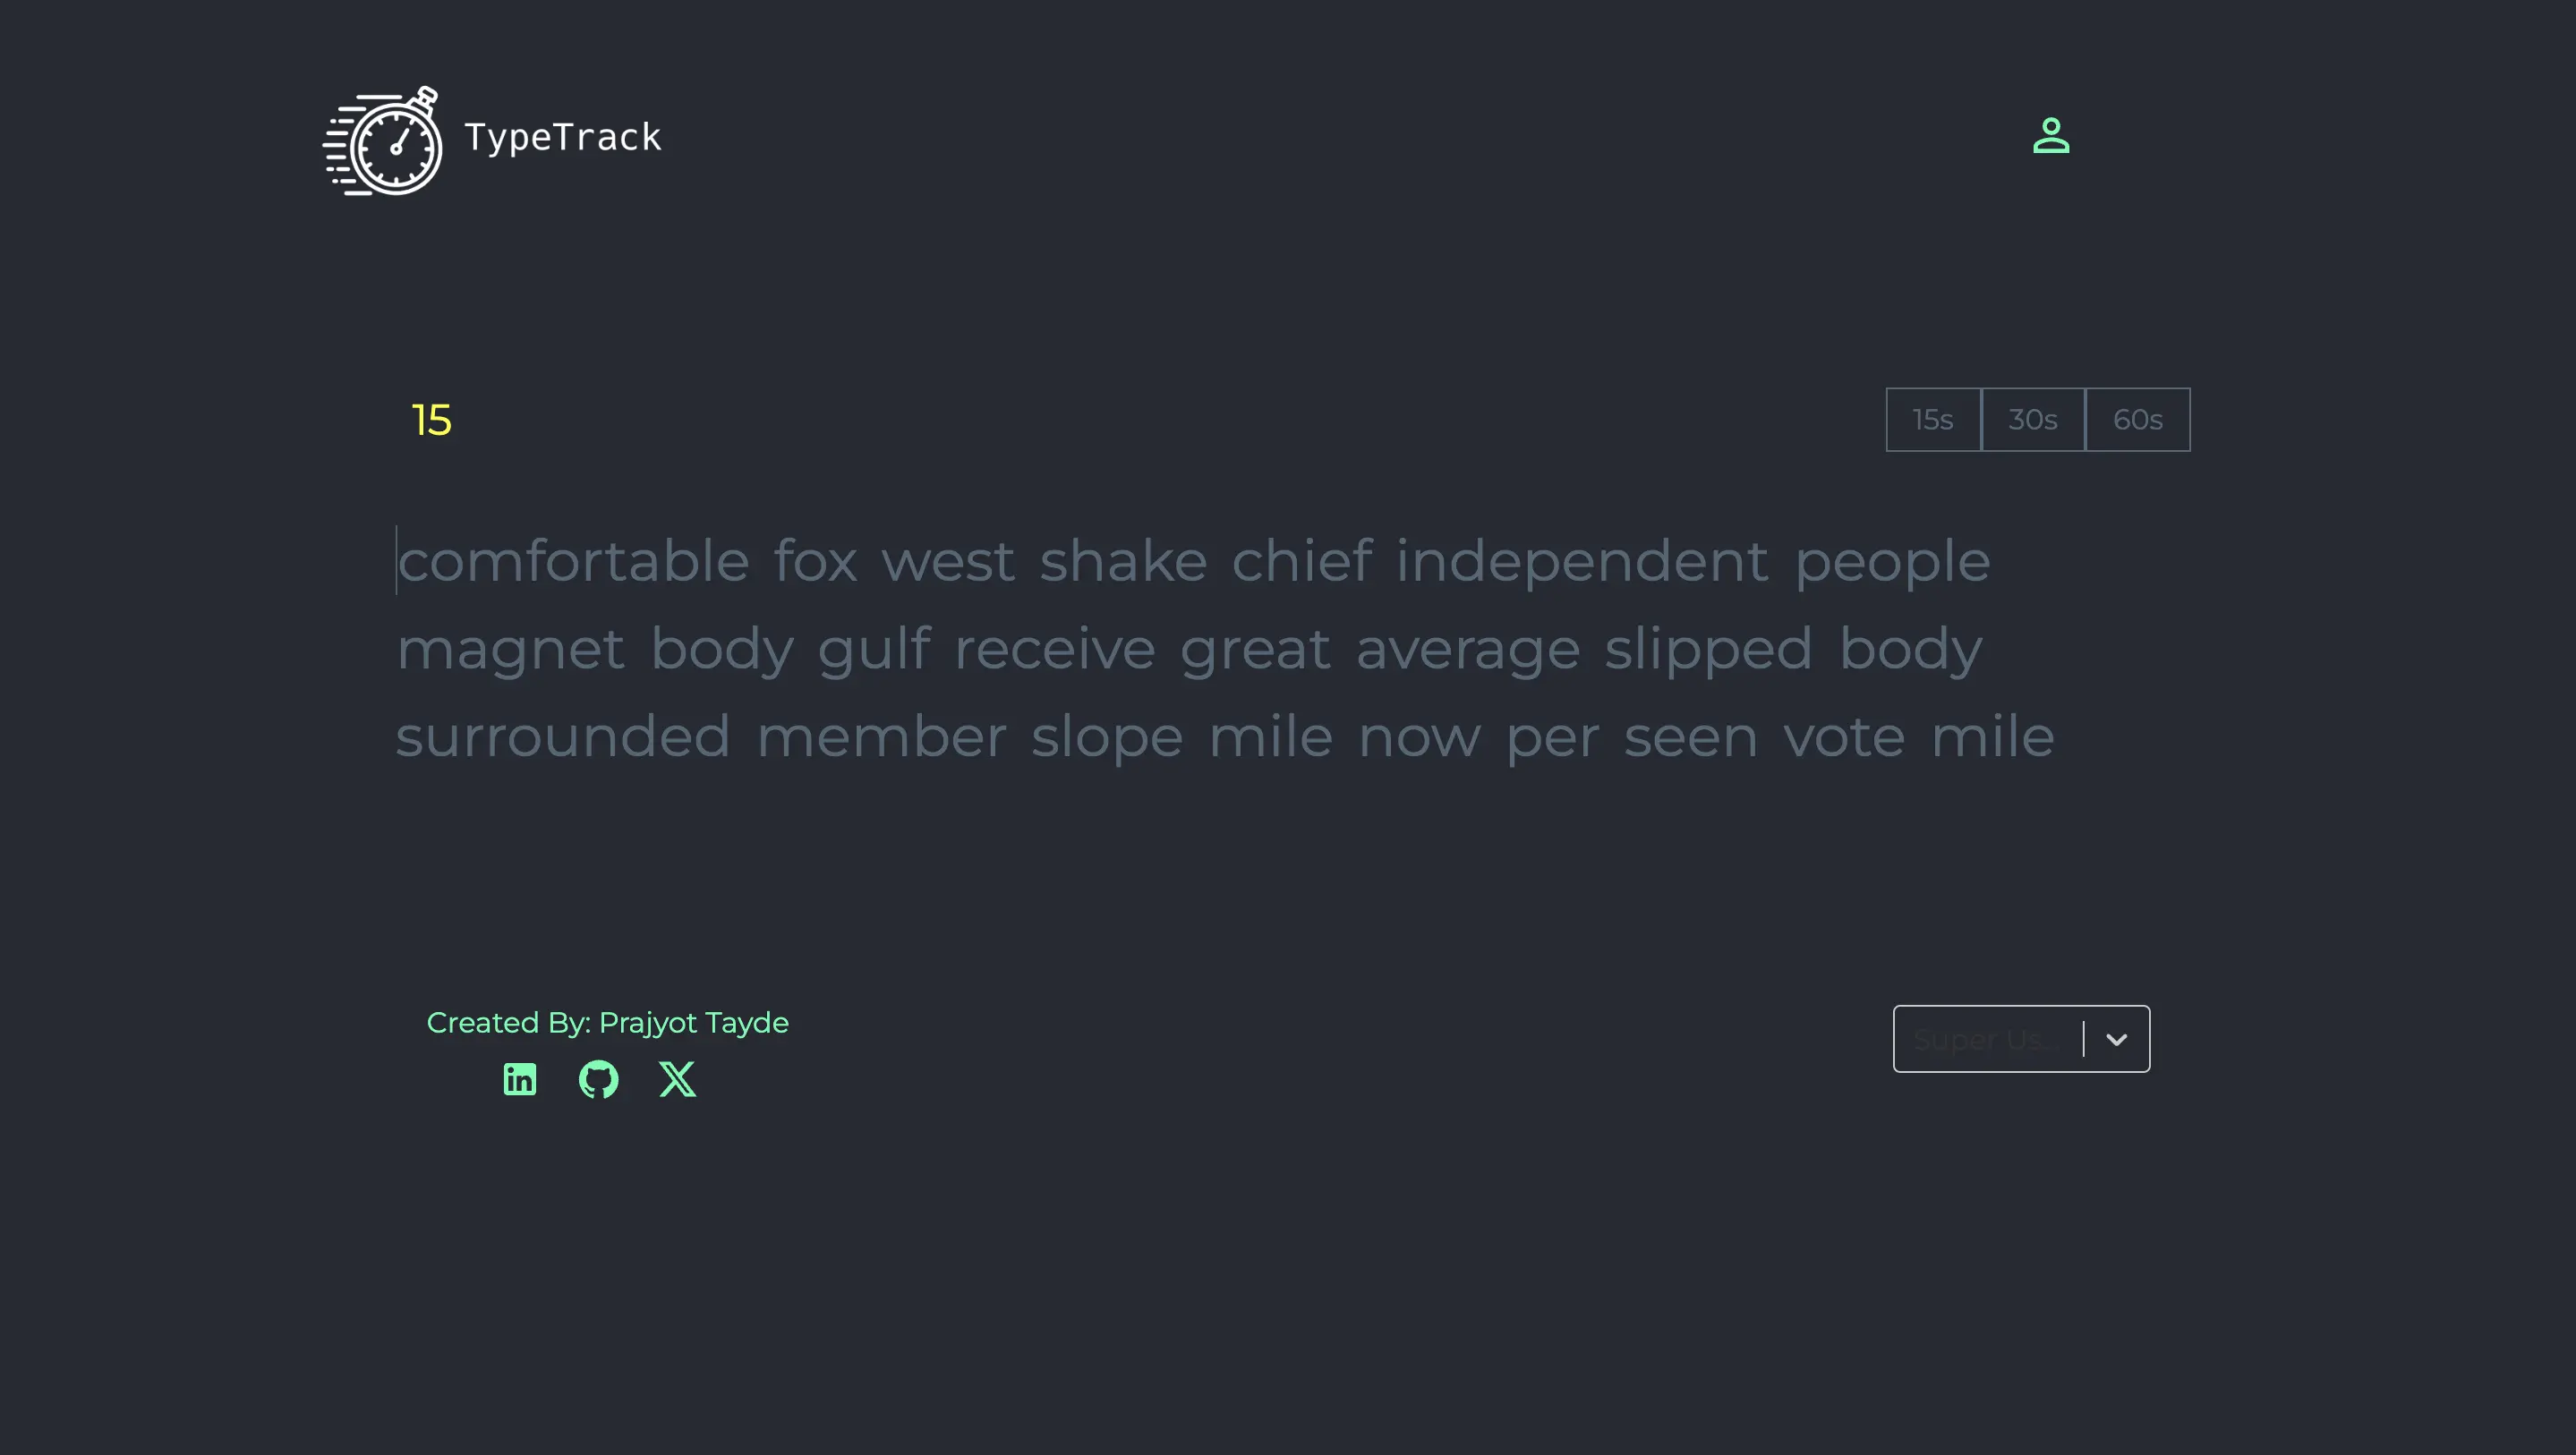 TypeTrack
15
15s 30s 60s
comfortable fox west shake chief independent people
magnet body gulf receive great average slipped body
surrounded member slope mile now per seen vote mile
Created By: Prajyot Tayde
Super Us...